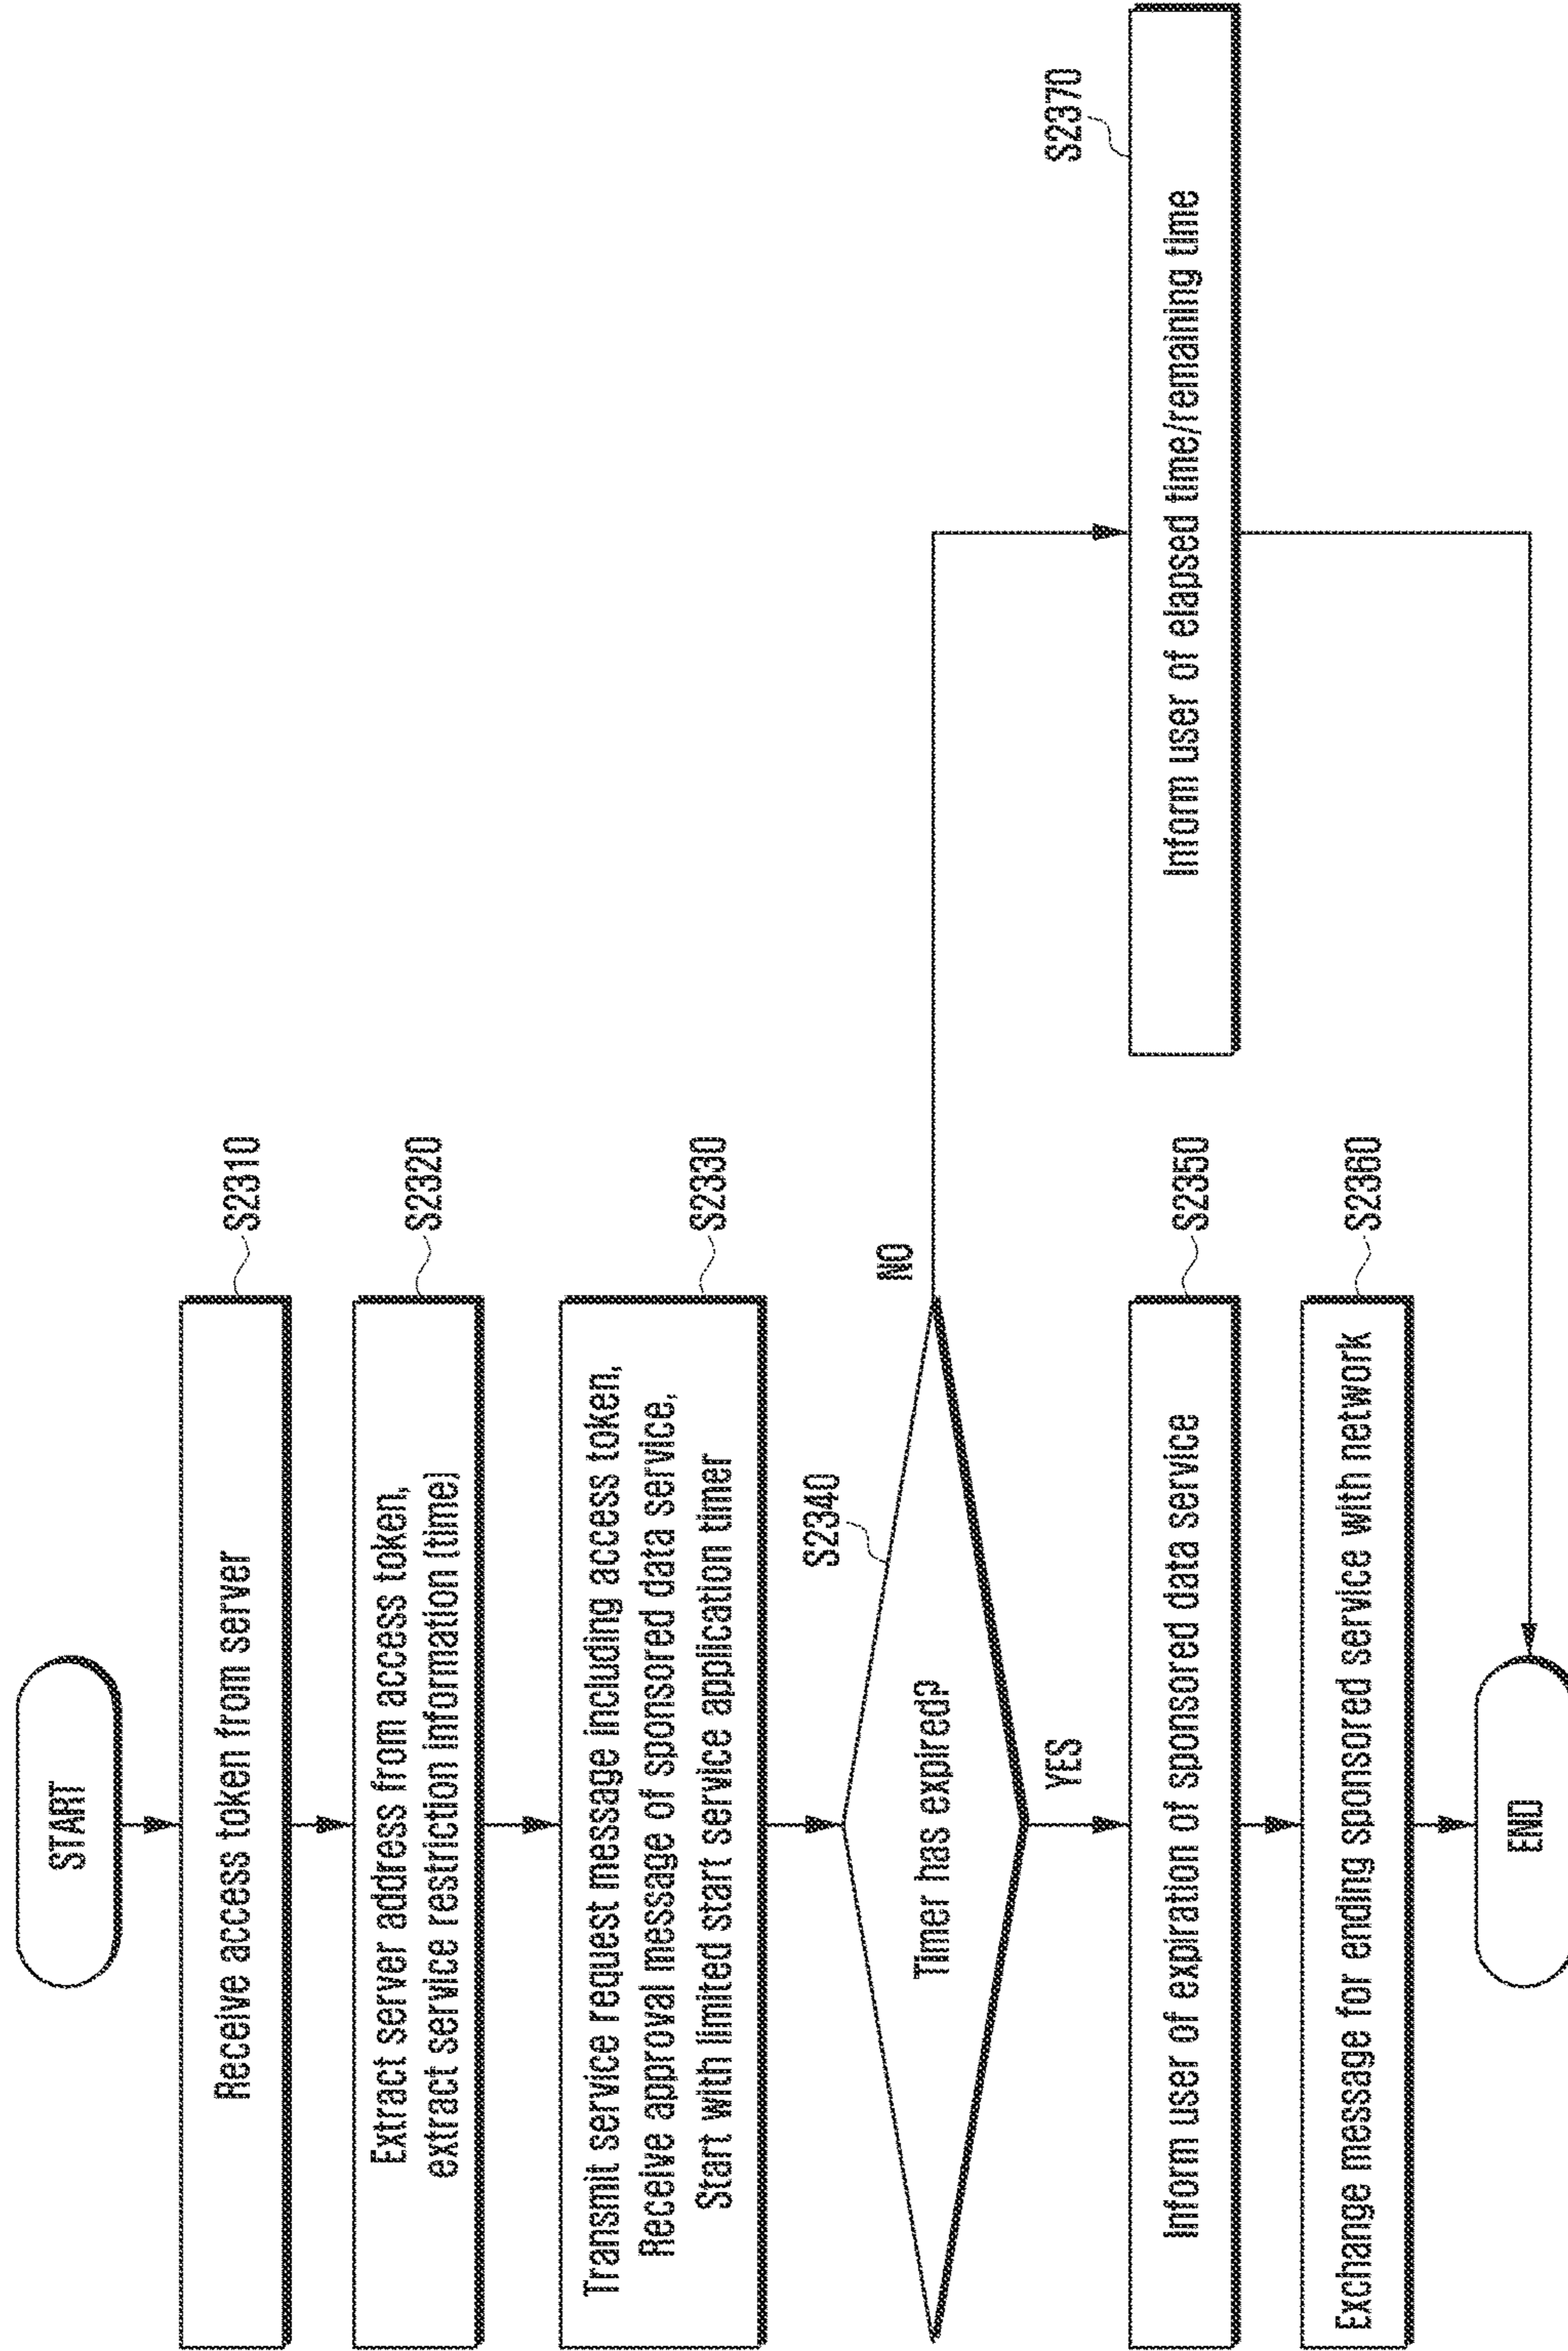 START
Receive access token from server
S2310
Extract server address from access token,
extract service restriction information (time)
S2320
Transmit service request message including access token,
Receive approval message of sponsored data service,
Start with limited start service application timer
S2330
S2340
Timer has expired?
NO
YES
Inform user of expiration of sponsored data service
S2350
Inform user of elapsed time/remaining time
S2370
Exchange message for ending sponsored service with network
S2360
END